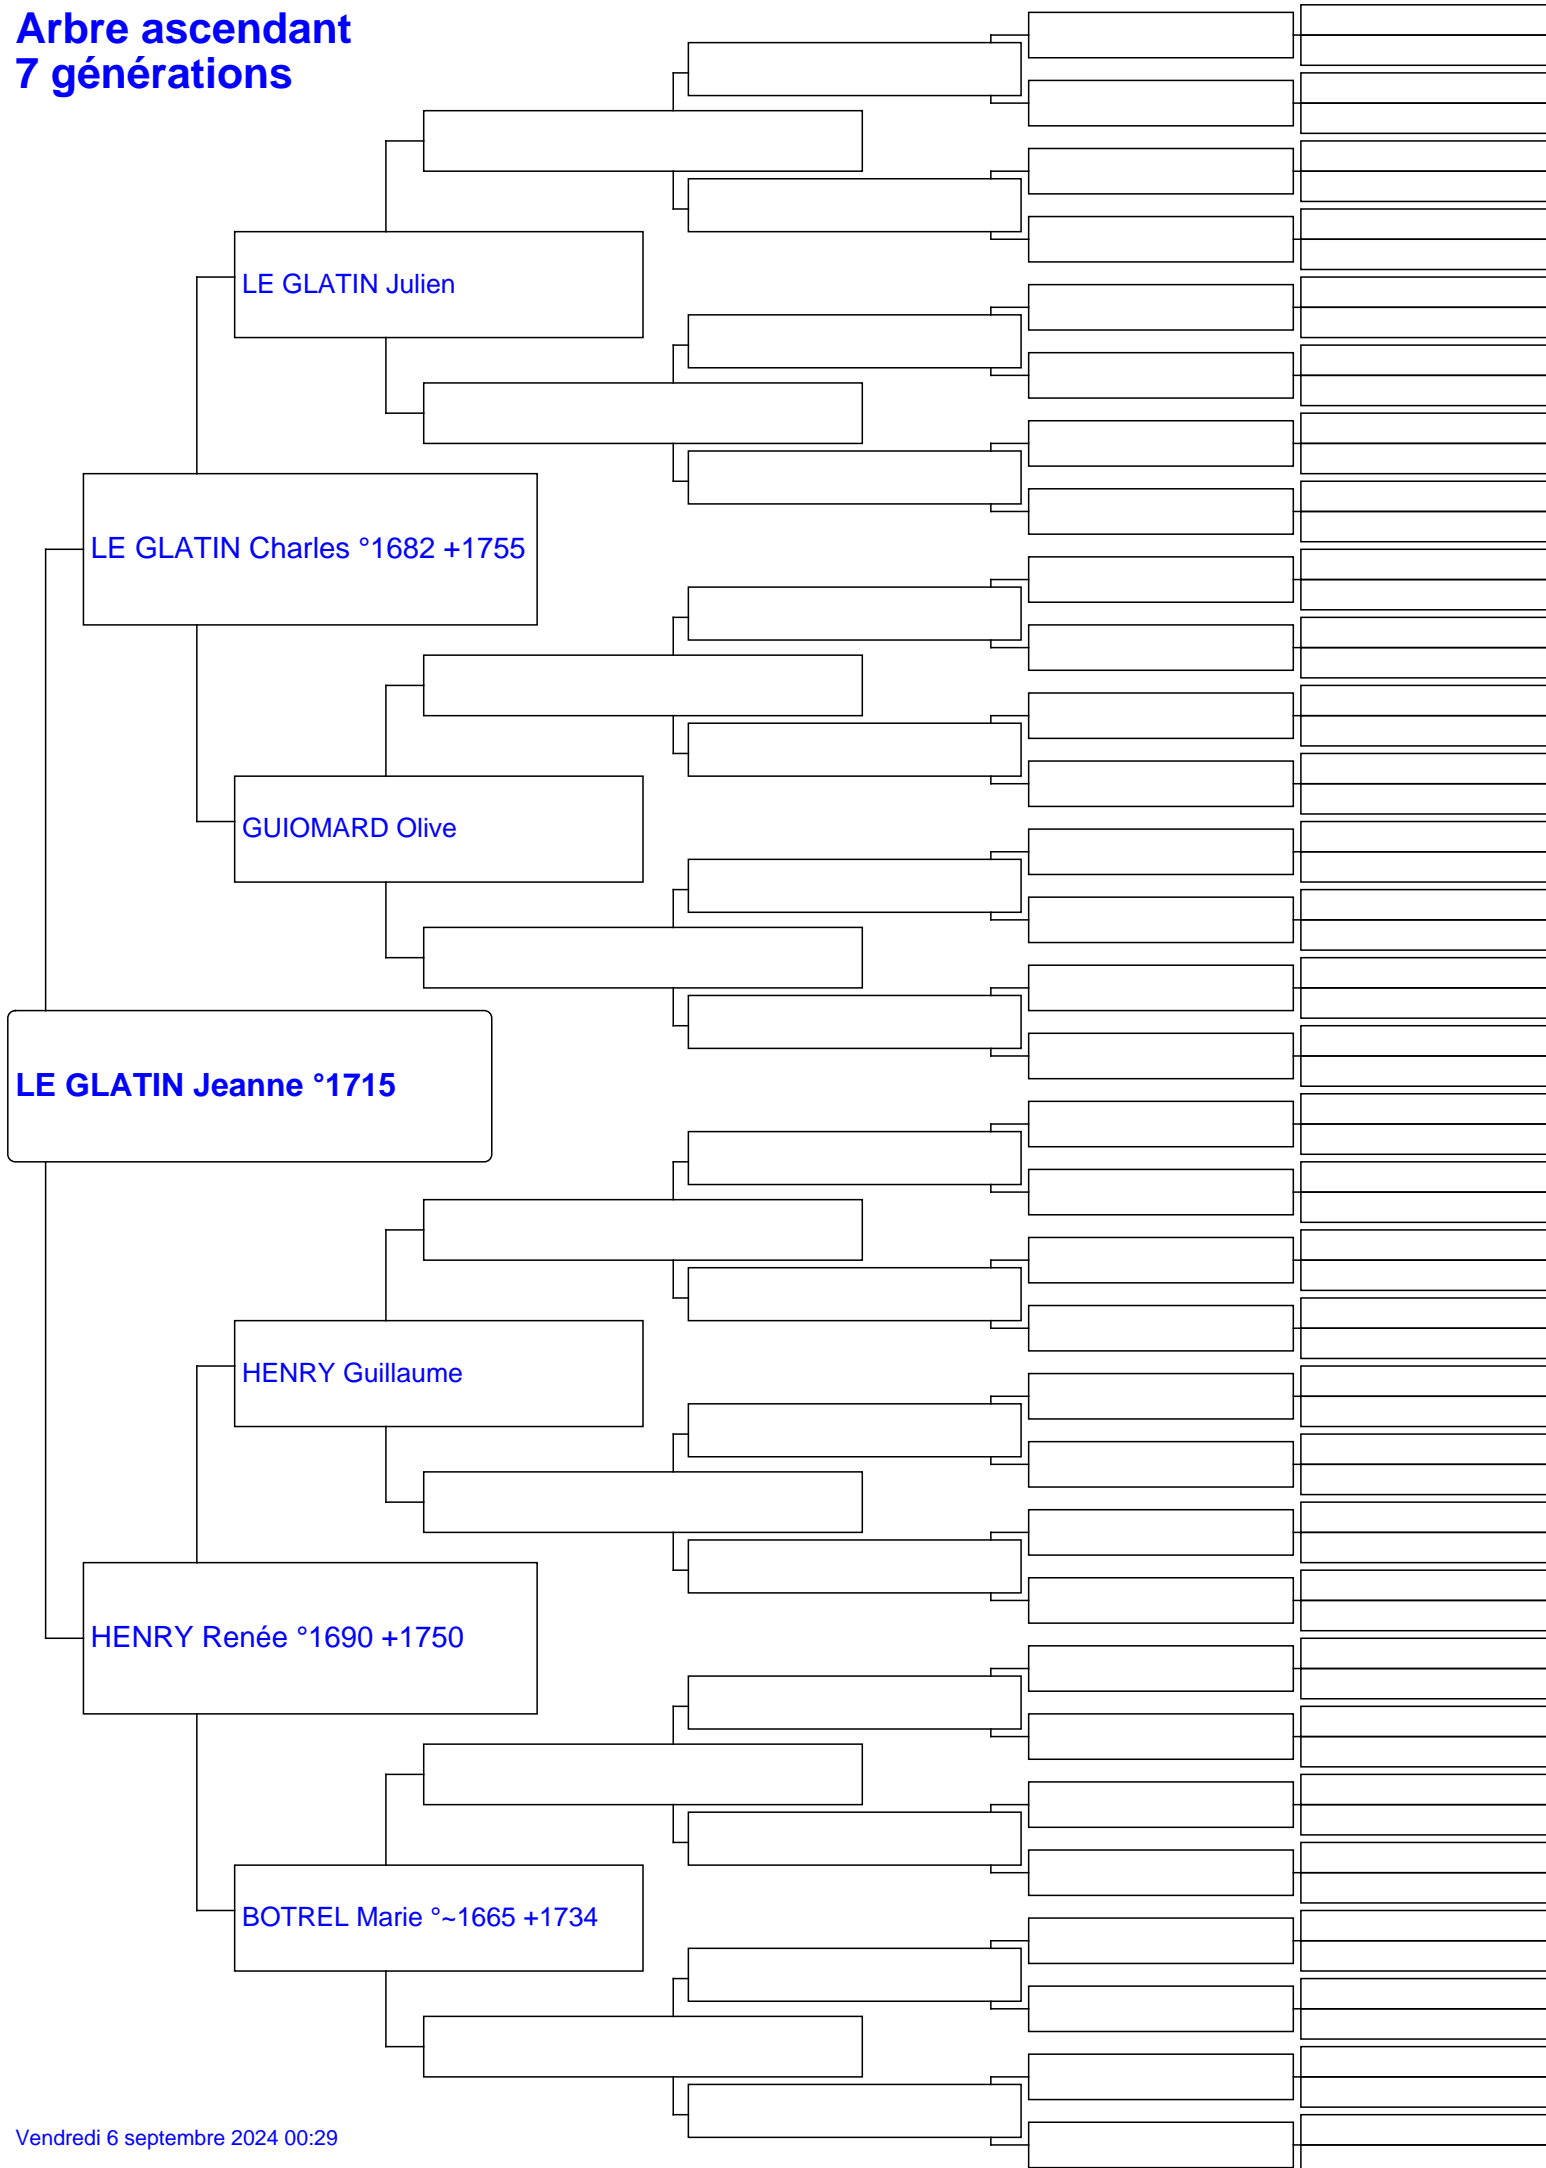 Arbre ascendant
7 générations
LE GLATIN Julien
LE GLATIN Charles °1682 +1755
GUIOMARD Olive
LE GLATIN Jeanne °1715
HENRY Guillaume
HENRY Renée °1690 +1750
BOTREL Marie °~1665 +1734
Vendredi 6 septembre 2024 00:29